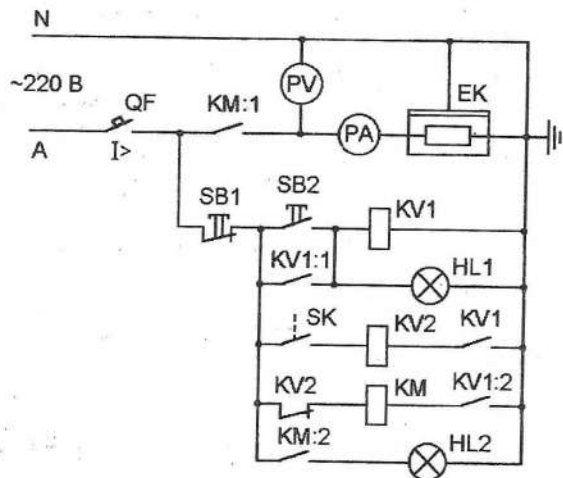 N
~220 В
QF
KM:1
PV
EK
PA
A
I>
SB1
SB2
KV1
KV1:1
HL1
SK
KV2
KV1
KV2
KM
KV1:2
KM:2
HL2